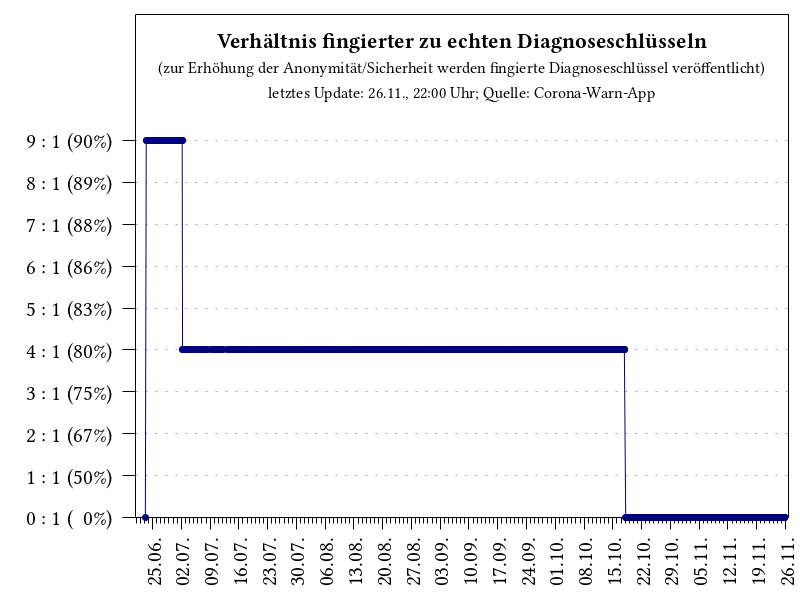 Verhältnis fingierter zu echten Diagnoseschlüsseln
(zur Erhöhung der Anonymität/Sicherheit werden fingierte Diagnoseschlüssel veröffentlicht)
letztes Update: 26.11., 22:00 Uhr; Quelle: Corona-Warn-App
9 : 1 (90%)
8 : 1 (89%)
7 : 1 (88%)
6 : 1 (86%)
5 : 1 (83%)
4 : 1 (80%)
3 : 1 (75%)
2 : 1 (67%)
1 : 1 (50%)
0 : 1 (  0%)
25.06.
02.07.
09.07.
16.07.
23.07.
30.07.
06.08.
13.08.
20.08.
27.08.
03.09.
10.09.
17.09.
24.09.
01.10.
08.10.
15.10.
22.10.
29.10.
05.11.
12.11.
19.11.
26.11.